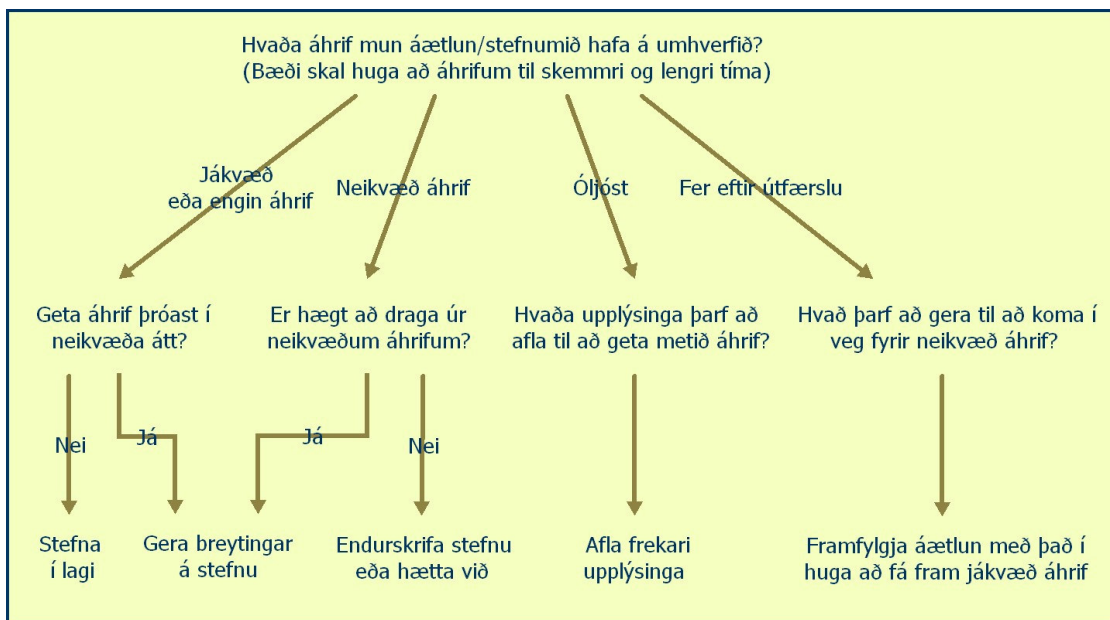 Hvaða áhrif mun áætlun/stefnumið hafa á umhverfið?
(Bæði skal huga að áhrifum til skemmri og lengri tíma)
Jákvæð
eða engin áhrif
Neikvæð áhrif
Óljóst
Fer eftir útfærslu
Geta áhrif þróast í
neikvæða átt?
Er hægt að draga úr
neikvæðum áhrifum?
Hvaða upplýsinga þarf að
afla til að geta metið áhrif?
Hvað þarf að gera til að koma í
veg fyrir neikvæð áhrif?
Nei
Já
Já
Nei
Stefna
í lagi
Gera breytingar
á stefnu
Endurskrifa stefnu
eða hætta við
Afla frekari
upplýsinga
Framfylgja áætlun með það í
huga að fá fram jákvæð áhrif